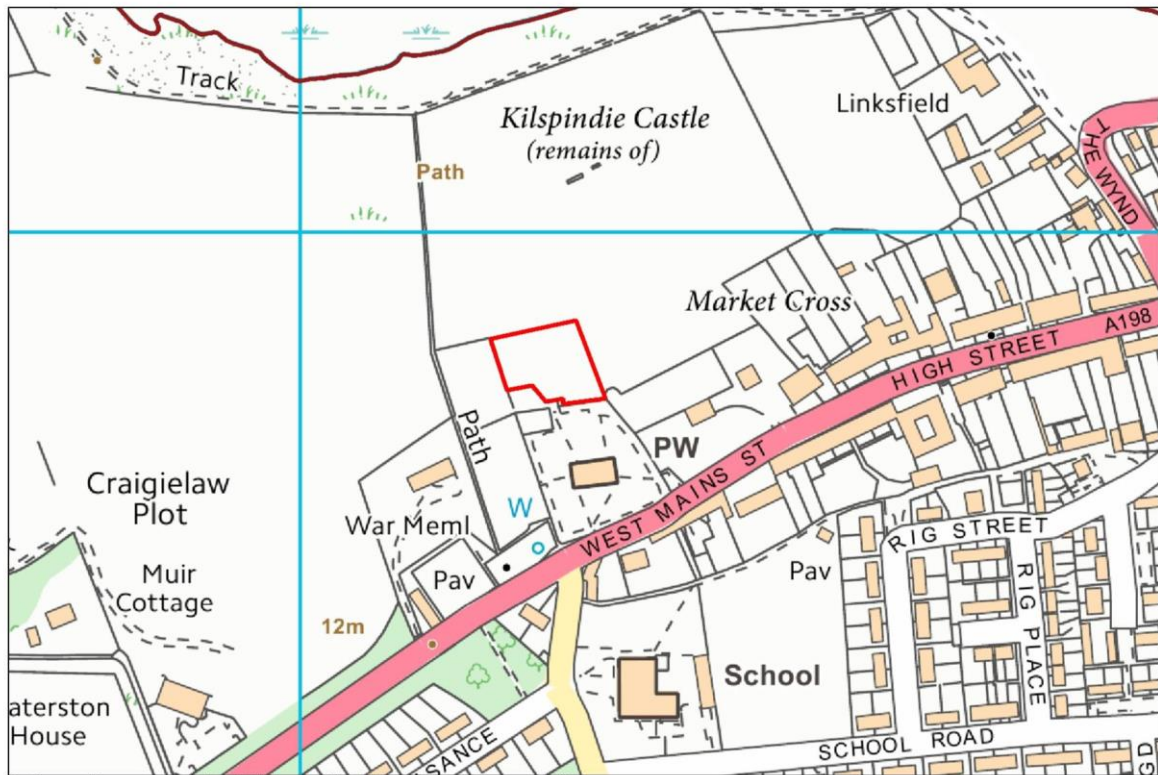 Track
Kilspindie Castle
(remains of)
Linksfield
THE WYND
Path
Market Cross
HIGH STREET
A198
Path
PW
WEST MAINS ST
Craigielaw
Plot
War Meml
W
RIG STREET
Muir
Cottage
Pav
Pav
RIG PLACE
12m
School
aterston
House
SANCE
SCHOOL ROAD
GD